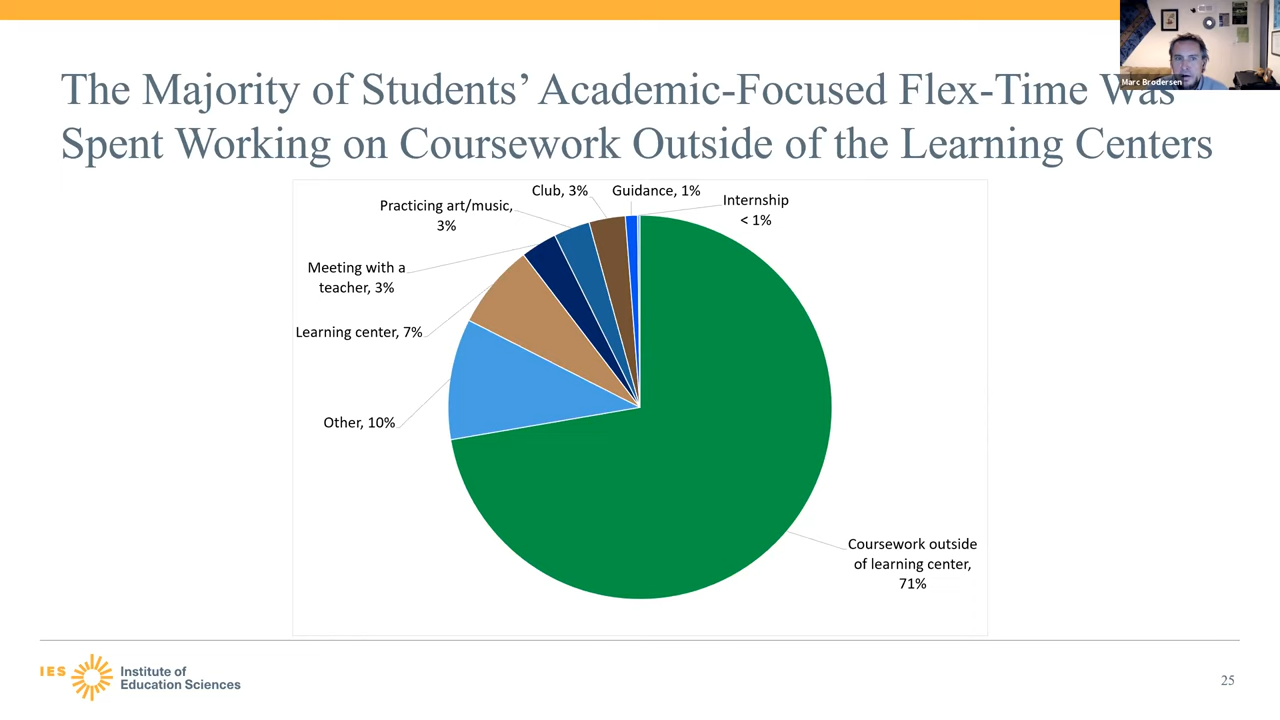 The Majority of Students’ Academic-Focused Flex-Time Was
Spent Working on Coursework Outside of the Learning Centers
Marc Brodersen
Club, 3%
Guidance, 1%
Internship
< 1%
Practicing art/music,
3%
Meeting with a
teacher, 3%
Learning center, 7%
Other, 10%
Coursework outside
of learning center,
71%
IES
Institute of
Education Sciences
25